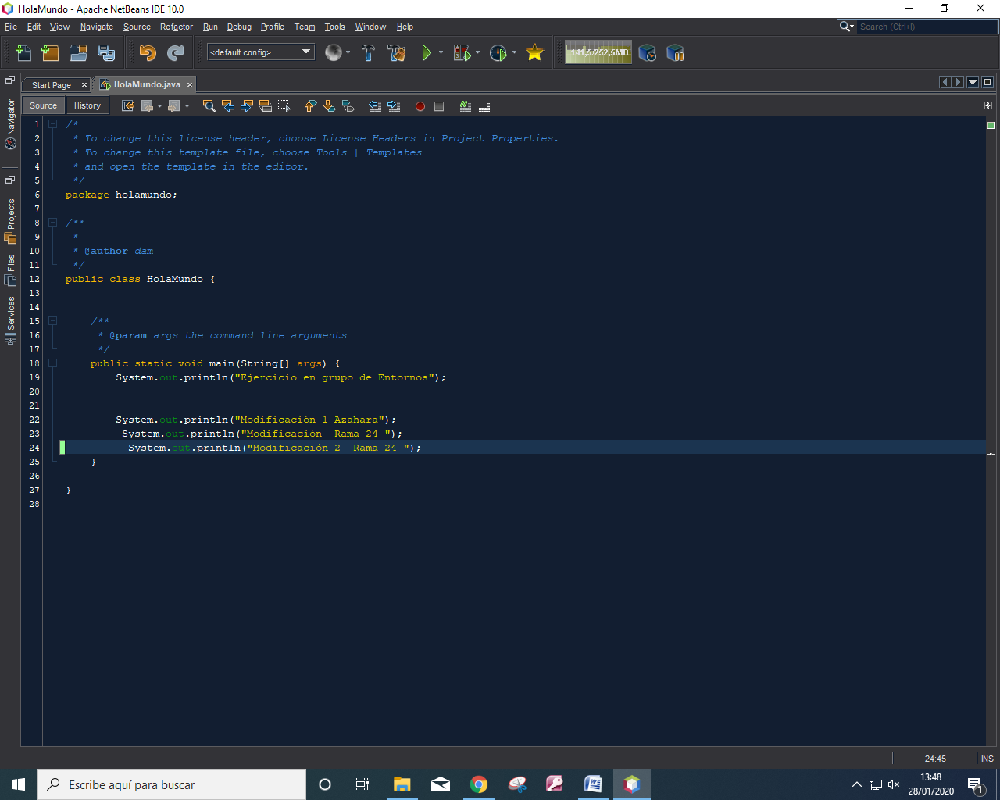 HolaMundo - Apache NetBeans IDE 10.0
File Edit View Navigate Source Refactor Run Debug Profile Team Tools Window Help
Search (Ctrl+I)
<default config>
141,5/252,5MB
Start Page
HolaMundo.java
Source History
Navigator
Projects
Files
Services
1 /*
2 * To change this license header, choose License Headers in Project Properties.
3 * To change this template file, choose Tools | Templates
4 * and open the template in the editor.
5 */
6 package holamundo;
7
8 /**
9 *
10 * @author dam
11 */
12 public class HolaMundo {
13
14
15 /**
16 * @param args the command line arguments
17 */
18 public static void main(String[] args) {
19 System.out.println("Ejercicio en grupo de Entornos");
20
21
22 System.out.println("Modificación 1 Azahara");
23 System.out.println("Modificación  Rama 24 ");
24 System.out.println("Modificación 2  Rama 24 ");
25 }
26
27 }
28
24:45 INS
Escribe aquí para buscar
13:48
28/01/2020
1